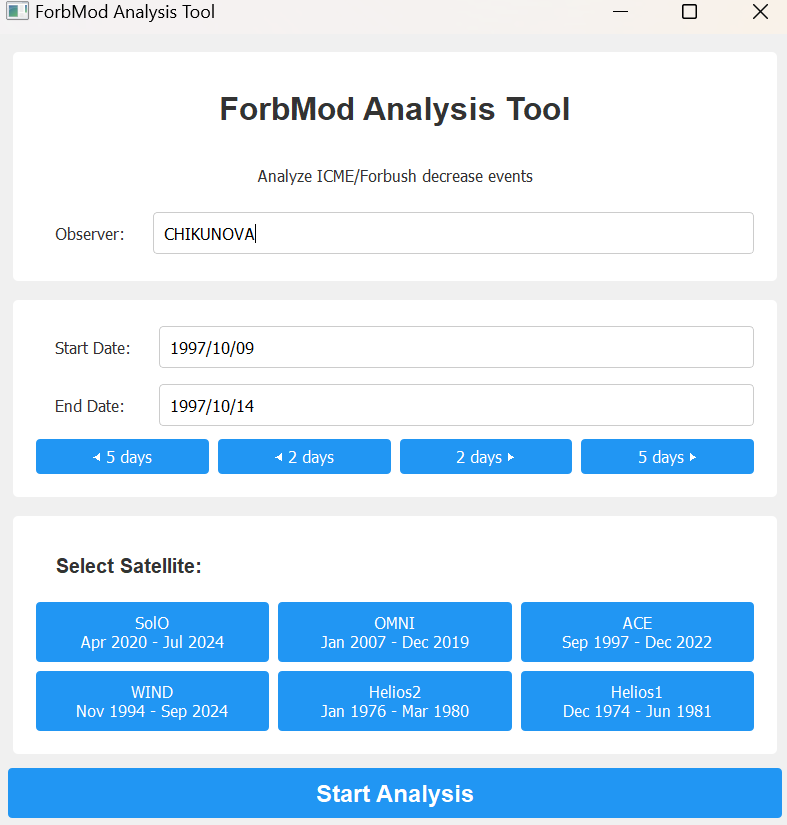 ForbMod Analysis Tool
ForbMod Analysis Tool
Analyze ICME/Forbush decrease events
Observer: CHIKUNOVA
Start Date: 1997/10/09
End Date: 1997/10/14
◂ 5 days ◂ 2 days 2 days ▸ 5 days ▸
Select Satellite:
SolO OMNI ACE
Apr 2020 - Jul 2024 Jan 2007 - Dec 2019 Sep 1997 - Dec 2022
WIND Helios2 Helios1
Nov 1994 - Sep 2024 Jan 1976 - Mar 1980 Dec 1974 - Jun 1981
Start Analysis